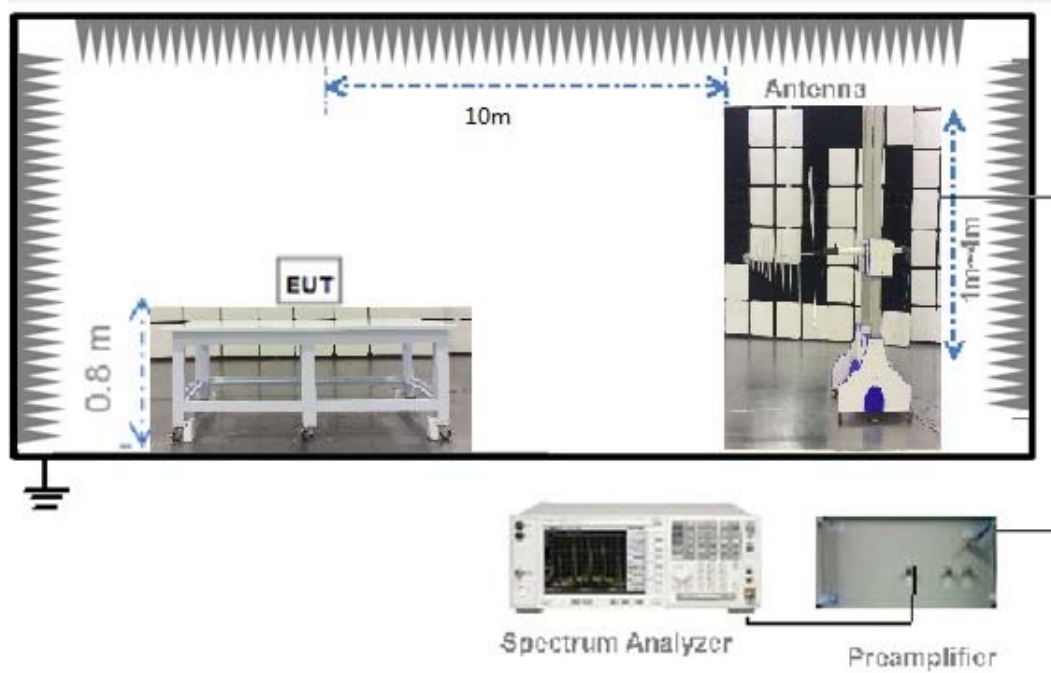 Antenna
10m
1m~4m
EUT
0.8 m
Spectrum Analyzer
Preamplifier